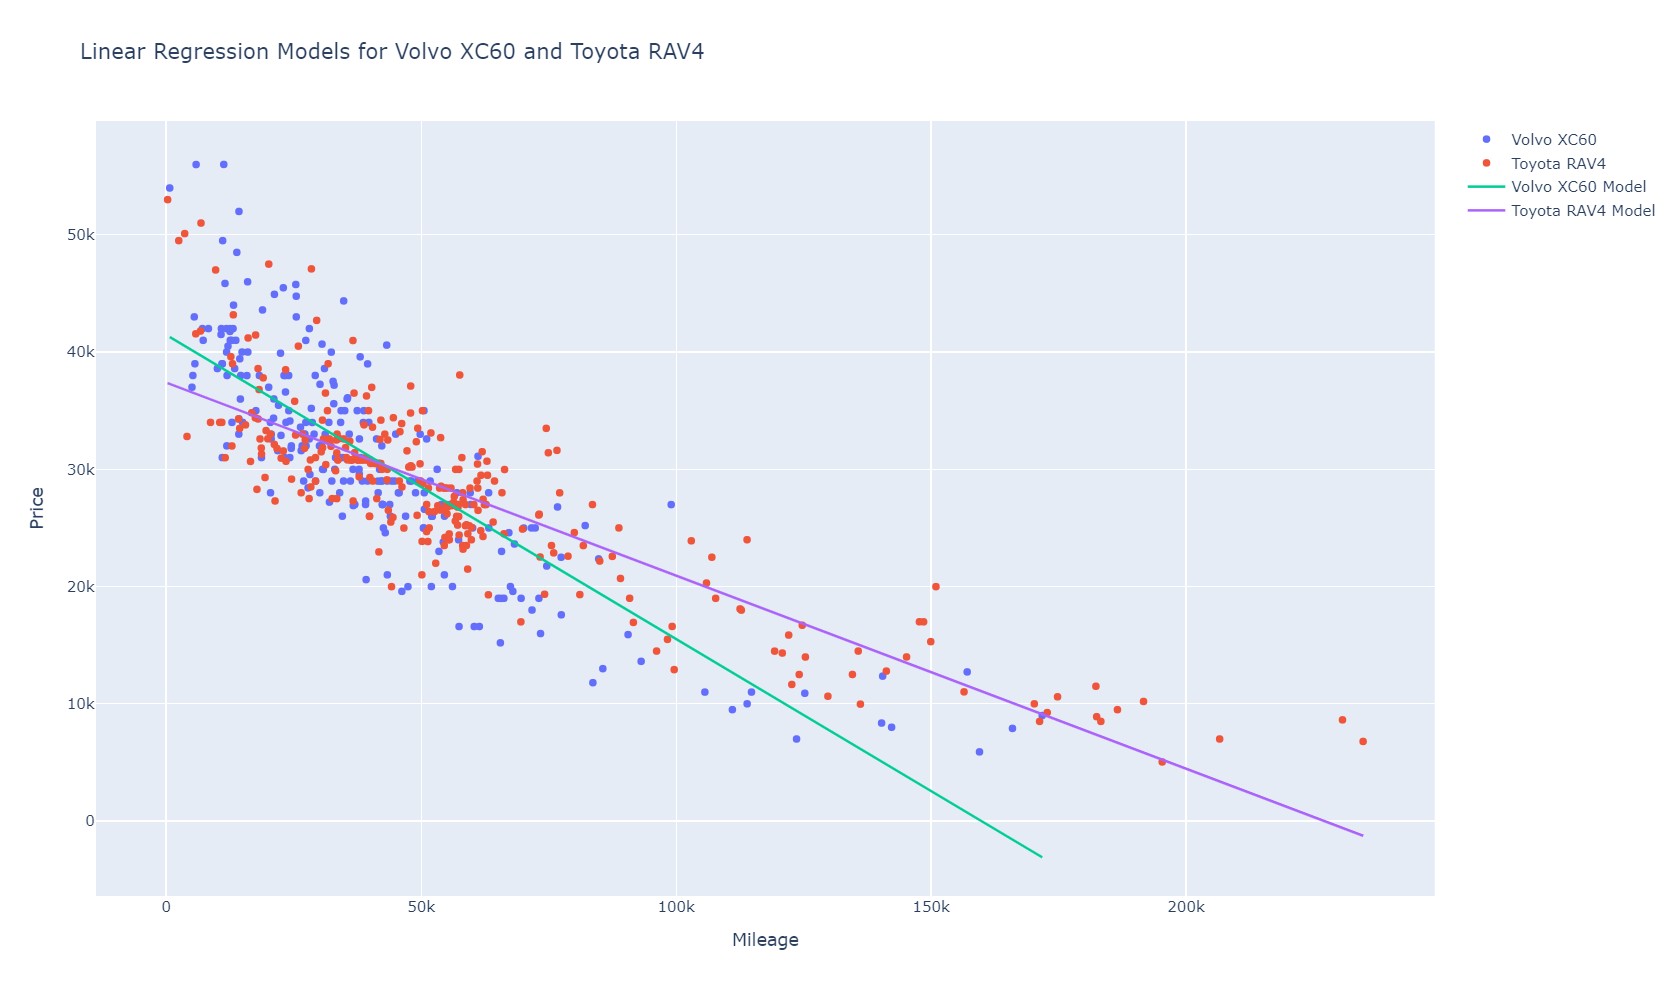 Linear Regression Models for Volvo XC60 and Toyota RAV4
Volvo XC60
Toyota RAV4
Volvo XC60 Model
Toyota RAV4 Model
50k
40k
30k
20k
10k
0
Price
0 50k 100k 150k 200k
Mileage